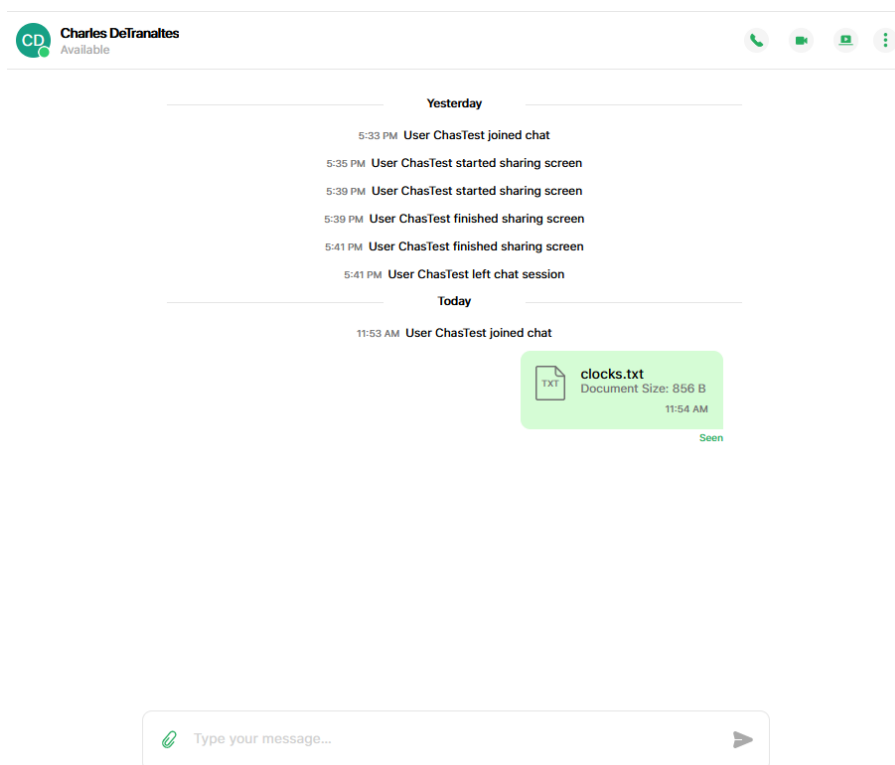 CD
Charles DeTranaltes
Available
Yesterday
5:33 PM User ChasTest joined chat
5:35 PM User ChasTest started sharing screen
5:39 PM User ChasTest started sharing screen
5:39 PM User ChasTest finished sharing screen
5:41 PM User ChasTest finished sharing screen
5:41 PM User ChasTest left chat session
Today
11:53 AM User ChasTest joined chat
TXT
clocks.txt
Document Size: 856 B
11:54 AM
Seen
Type your message...